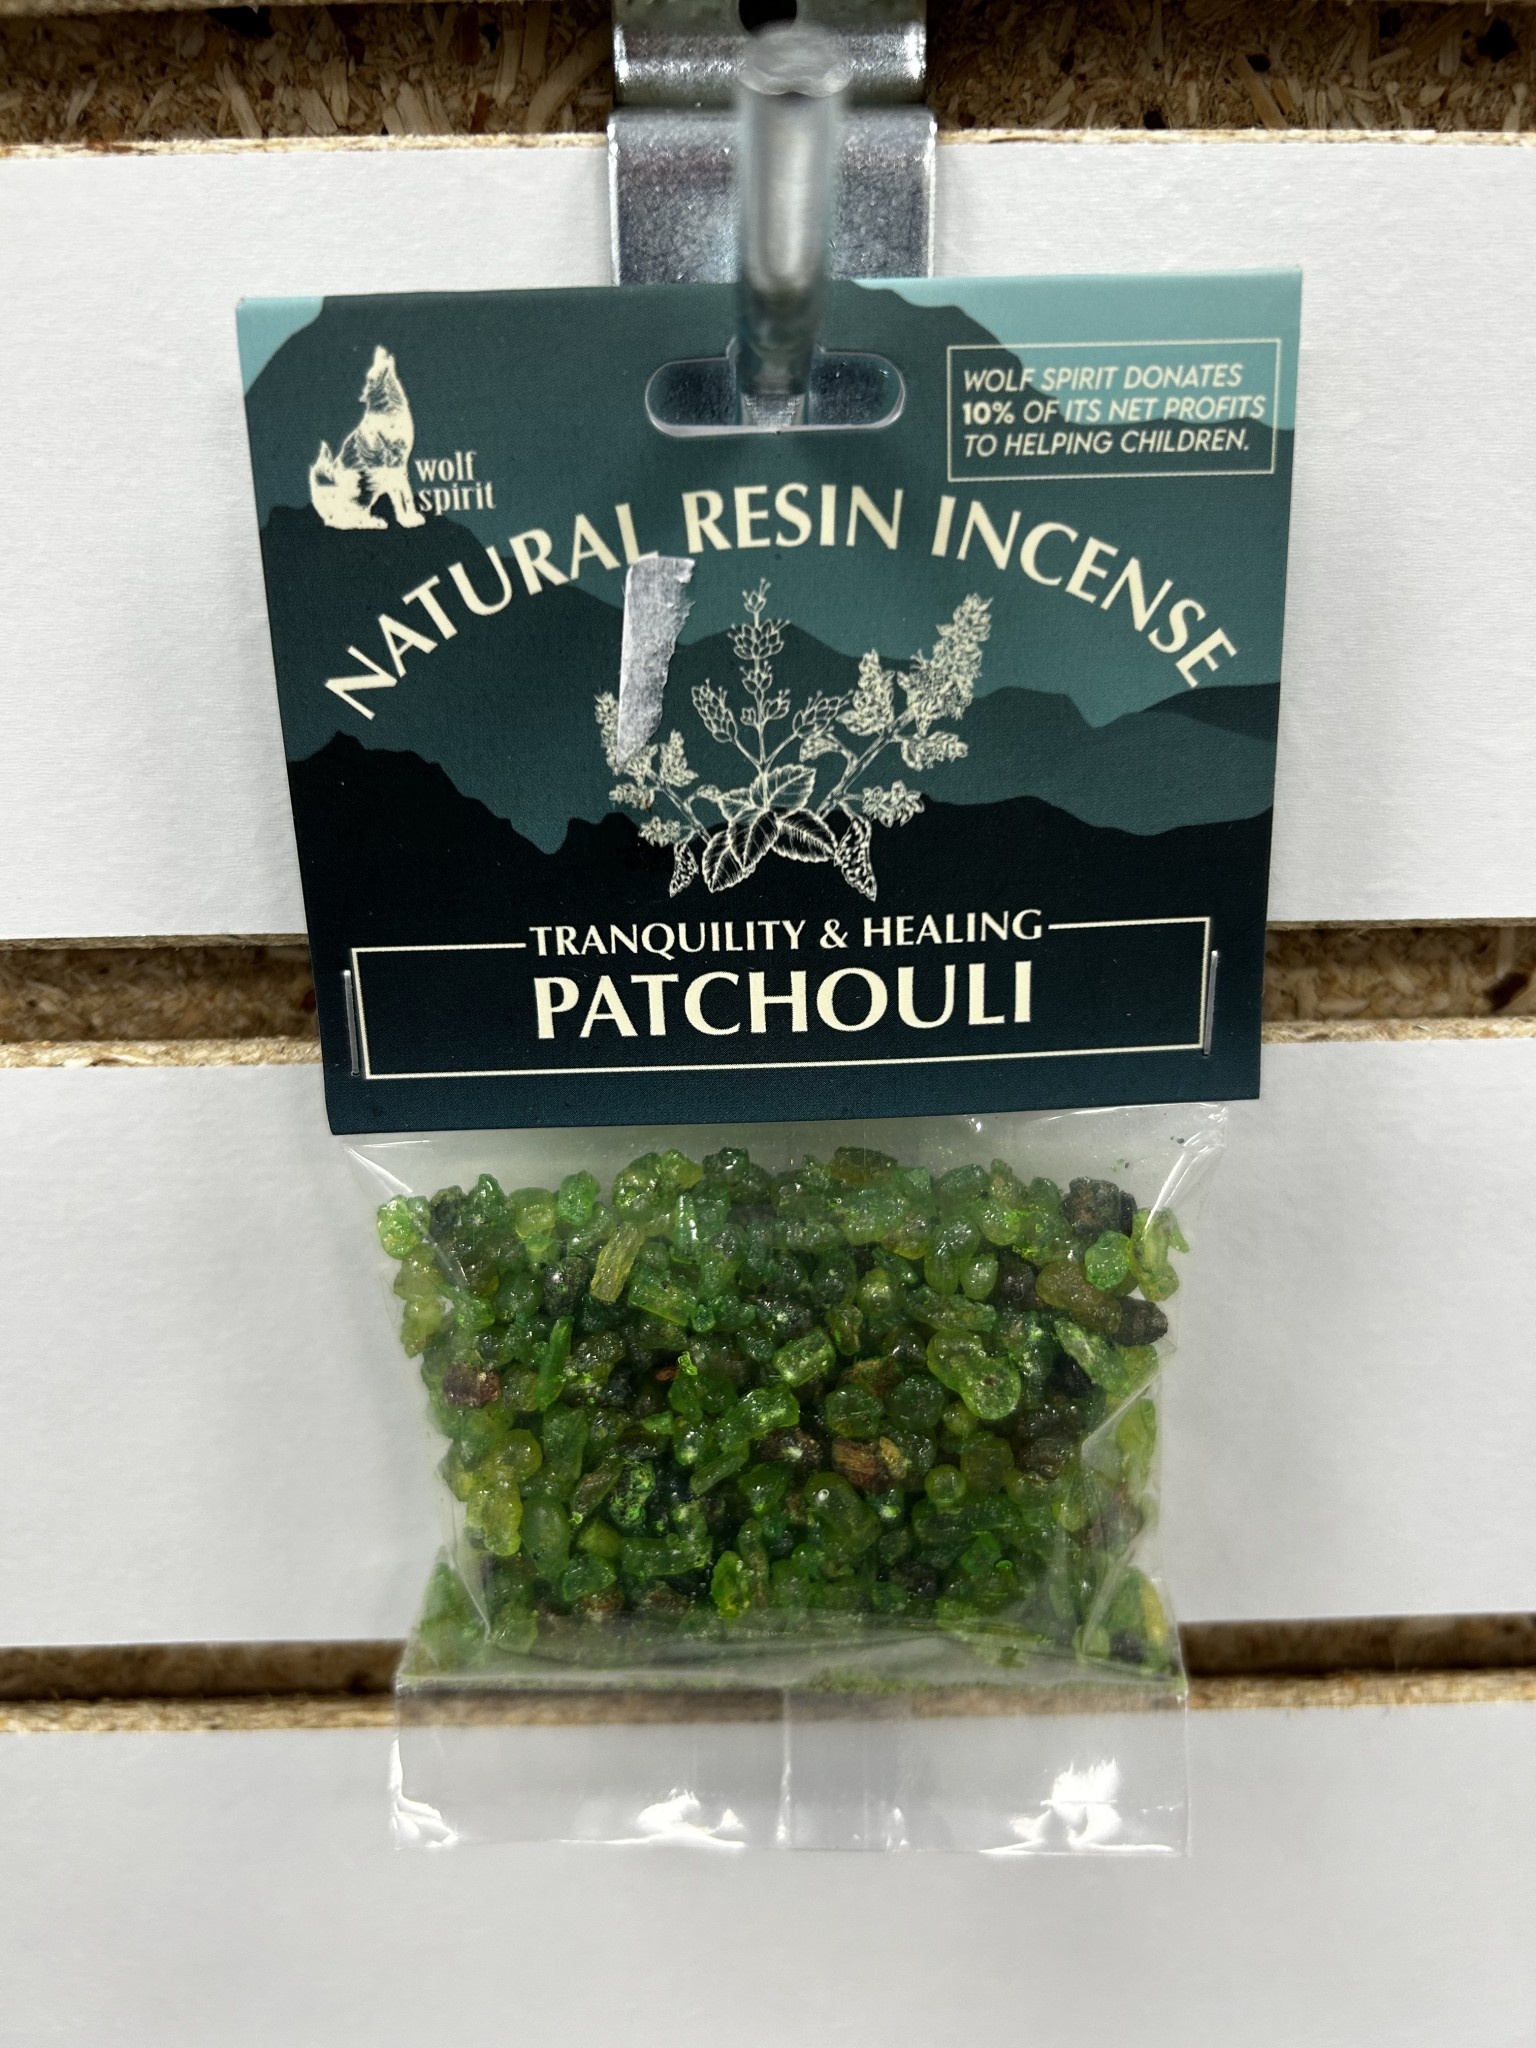 wolf
spirit
WOLF SPIRIT DONATES
10% OF ITS NET PROFITS
TO HELPING CHILDREN.
NATURAL RESIN INCENSE
TRANQUILITY & HEALING
PATCHOULI